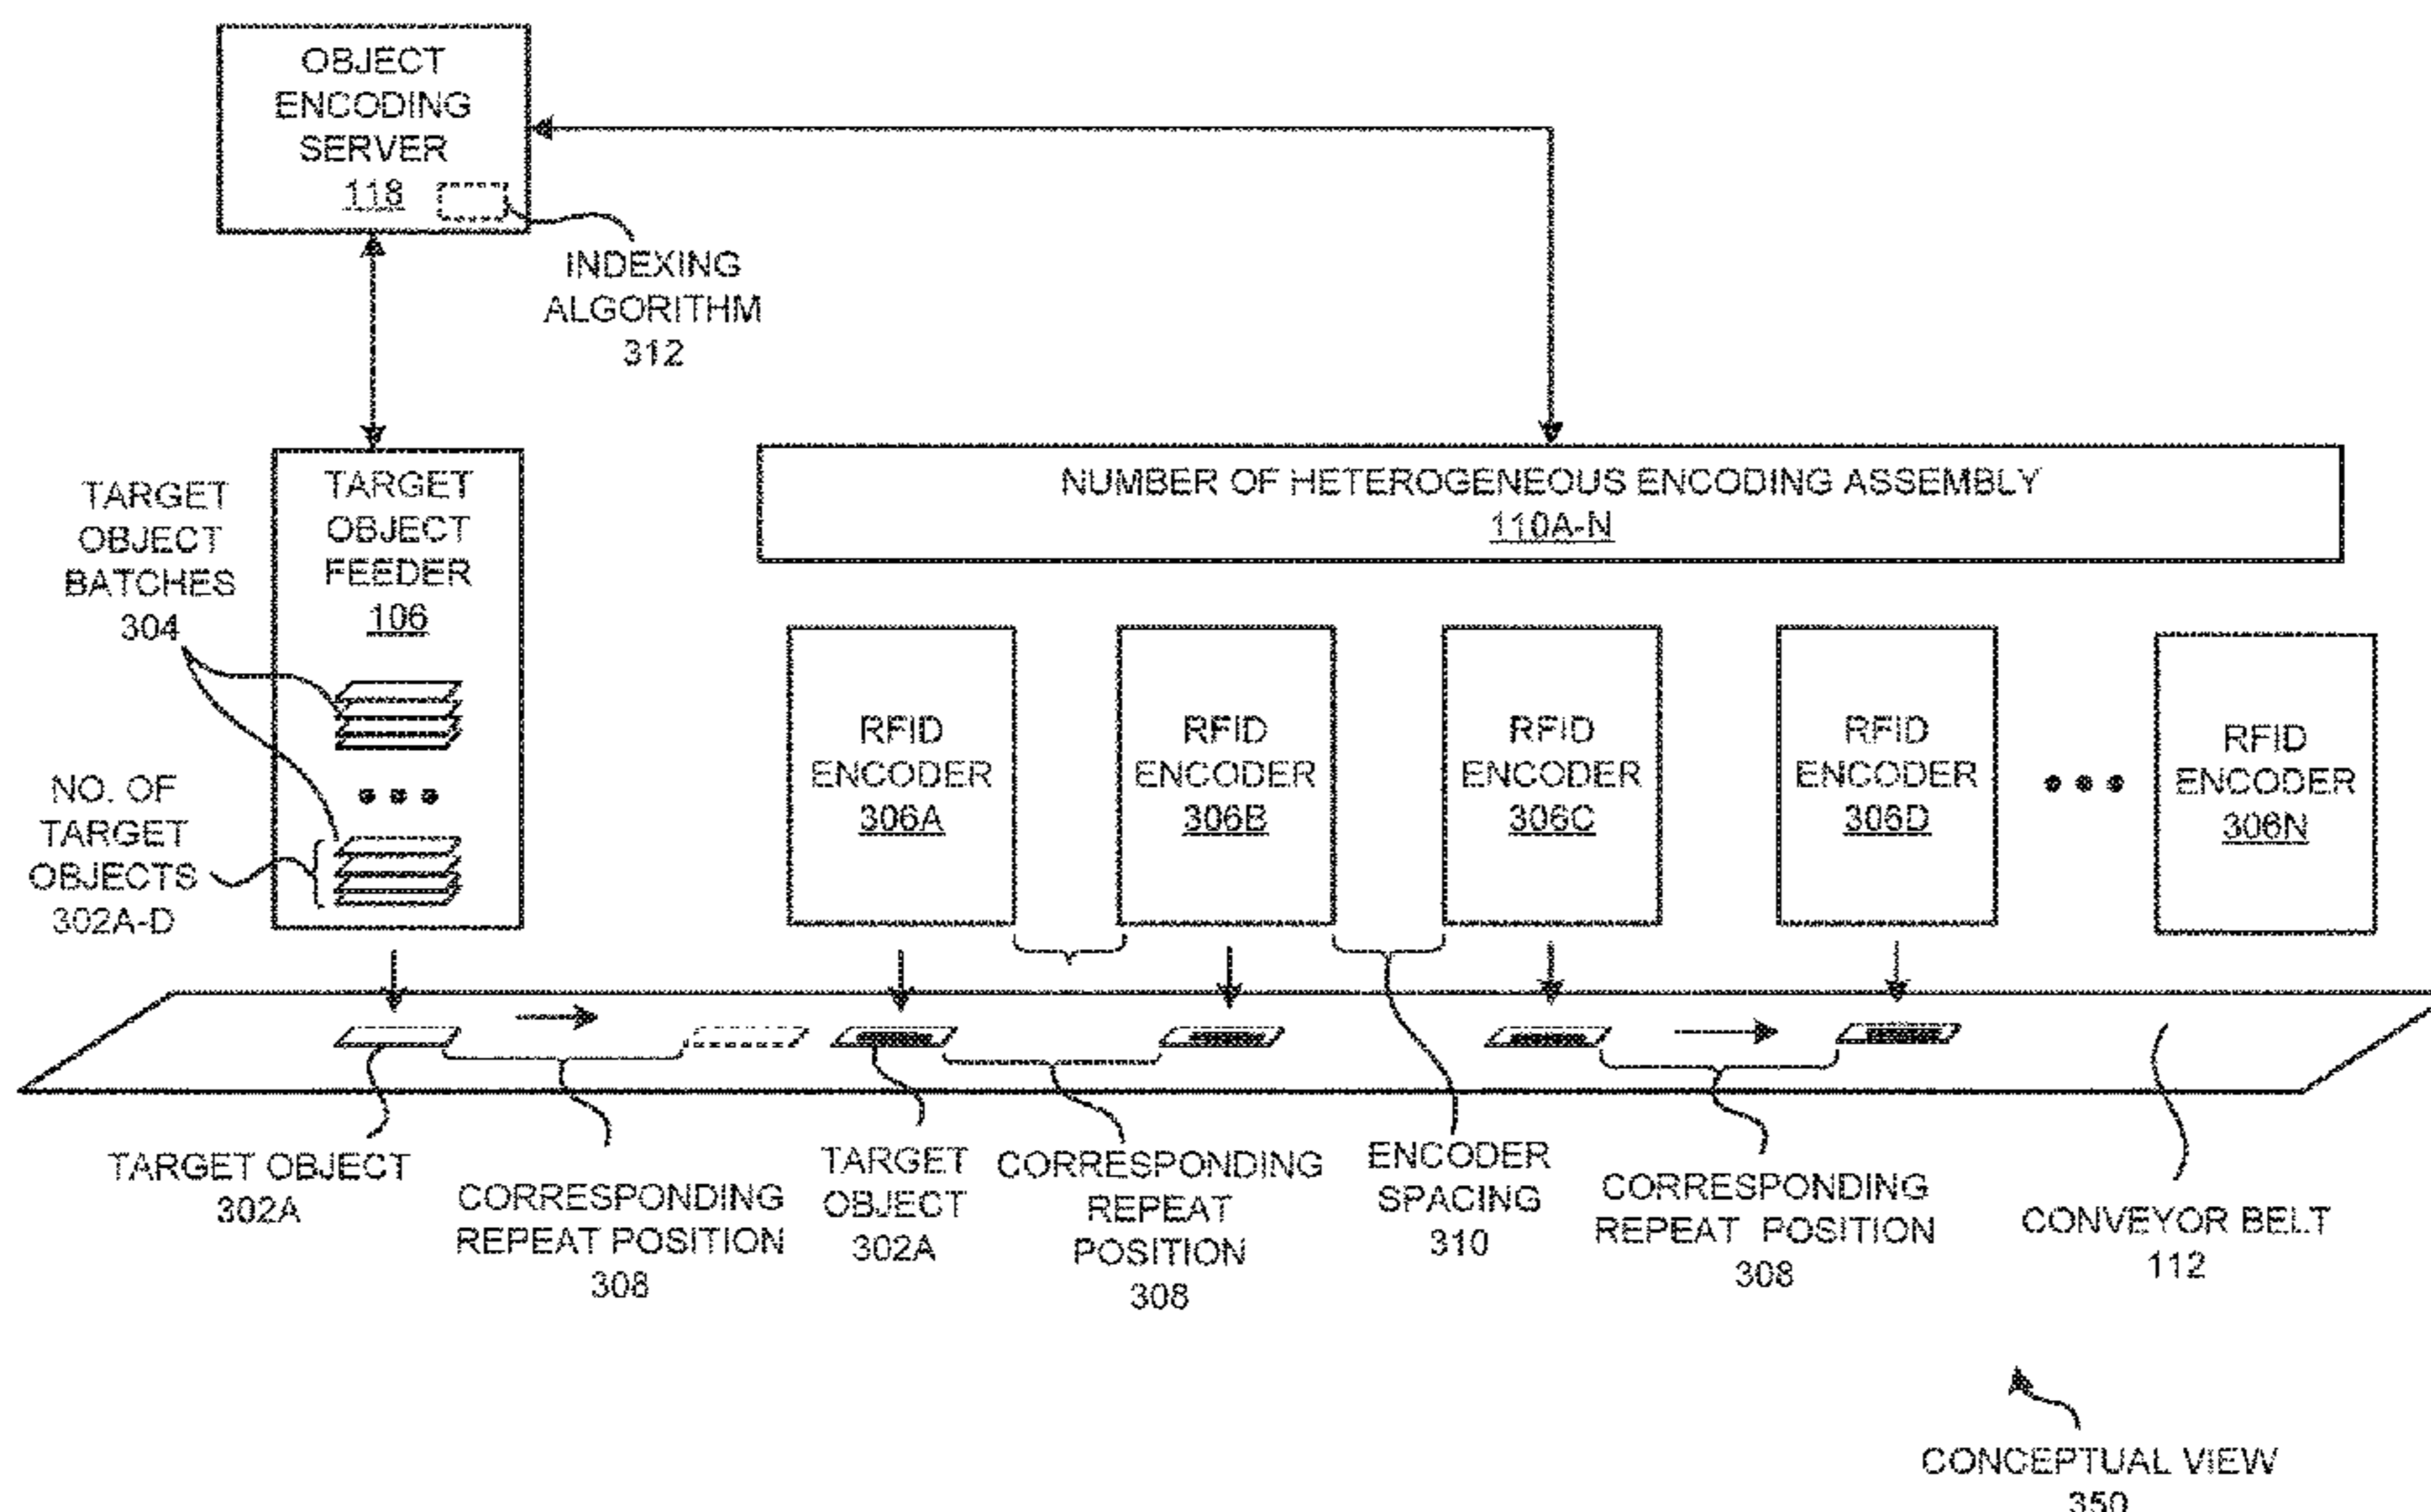 OBJECT
ENCODING
SERVER
118
INDEXING
ALGORITHM
312
TARGET
OBJECT
BATCHES
304
TARGET
OBJECT
FEEDER
106
NO. OF
TARGET
OBJECTS
302A-D
NUMBER OF HETEROGENEOUS ENCODING ASSEMBLY
110A-N
RFID
ENCODER
306A
RFID
ENCODER
306B
RFID
ENCODER
306C
RFID
ENCODER
306D
RFID
ENCODER
306N
TARGET OBJECT
302A
CORRESPONDING
REPEAT POSITION
308
TARGET
OBJECT
302A
CORRESPONDING
REPEAT
POSITION
308
ENCODER
SPACING
310
CORRESPONDING
REPEAT POSITION
308
CONVEYOR BELT
112
CONCEPTUAL VIEW
350